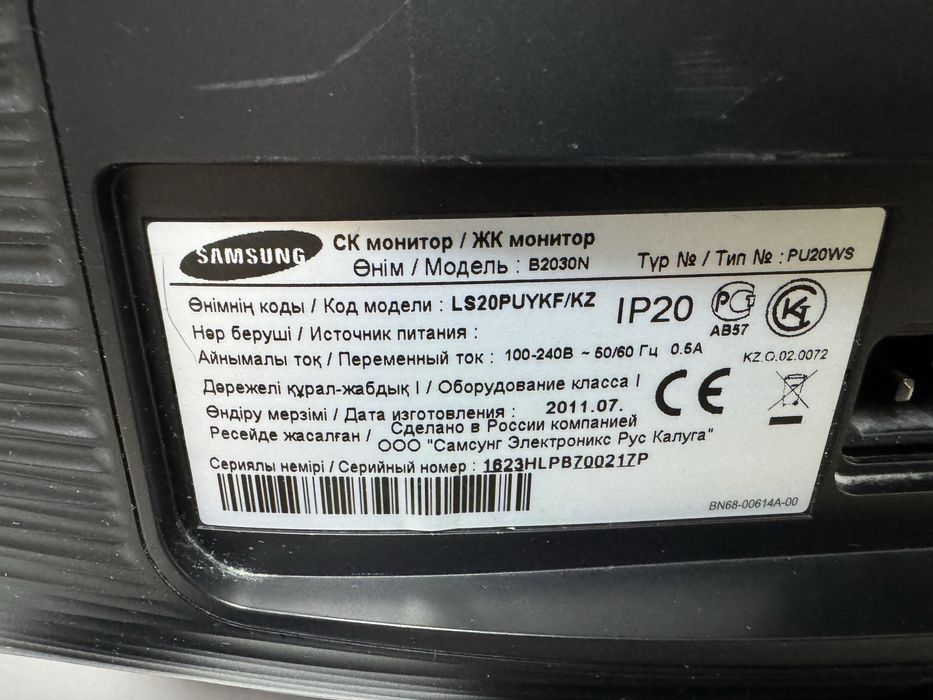 SAMSUNG
СК монитор / ЖК монитор
Өнім / Модель : B2030N
Түр № / Тип № : PU20WS
Өнімнің коды / Код модели : LS20PUYKF/KZ
IP20
АВ57
Нәр беруші / Источник питания :
Айнымалы тоқ / Переменный ток : 100-240В ~ 50/60 Гц 0.5А
KZ.O.02.0072
Дәрежелі құрал-жабдық I / Оборудование класса I
CE
Өндіру мерзімі / Дата изготовления : 2011.07.
Ресейде жасалған / Сделано в России компанией
ООО "Самсунг Электроникс Рус Калуга"
Сериялы немірі / Серийный номер : 1623HLPB700217P
BN68-00614A-00